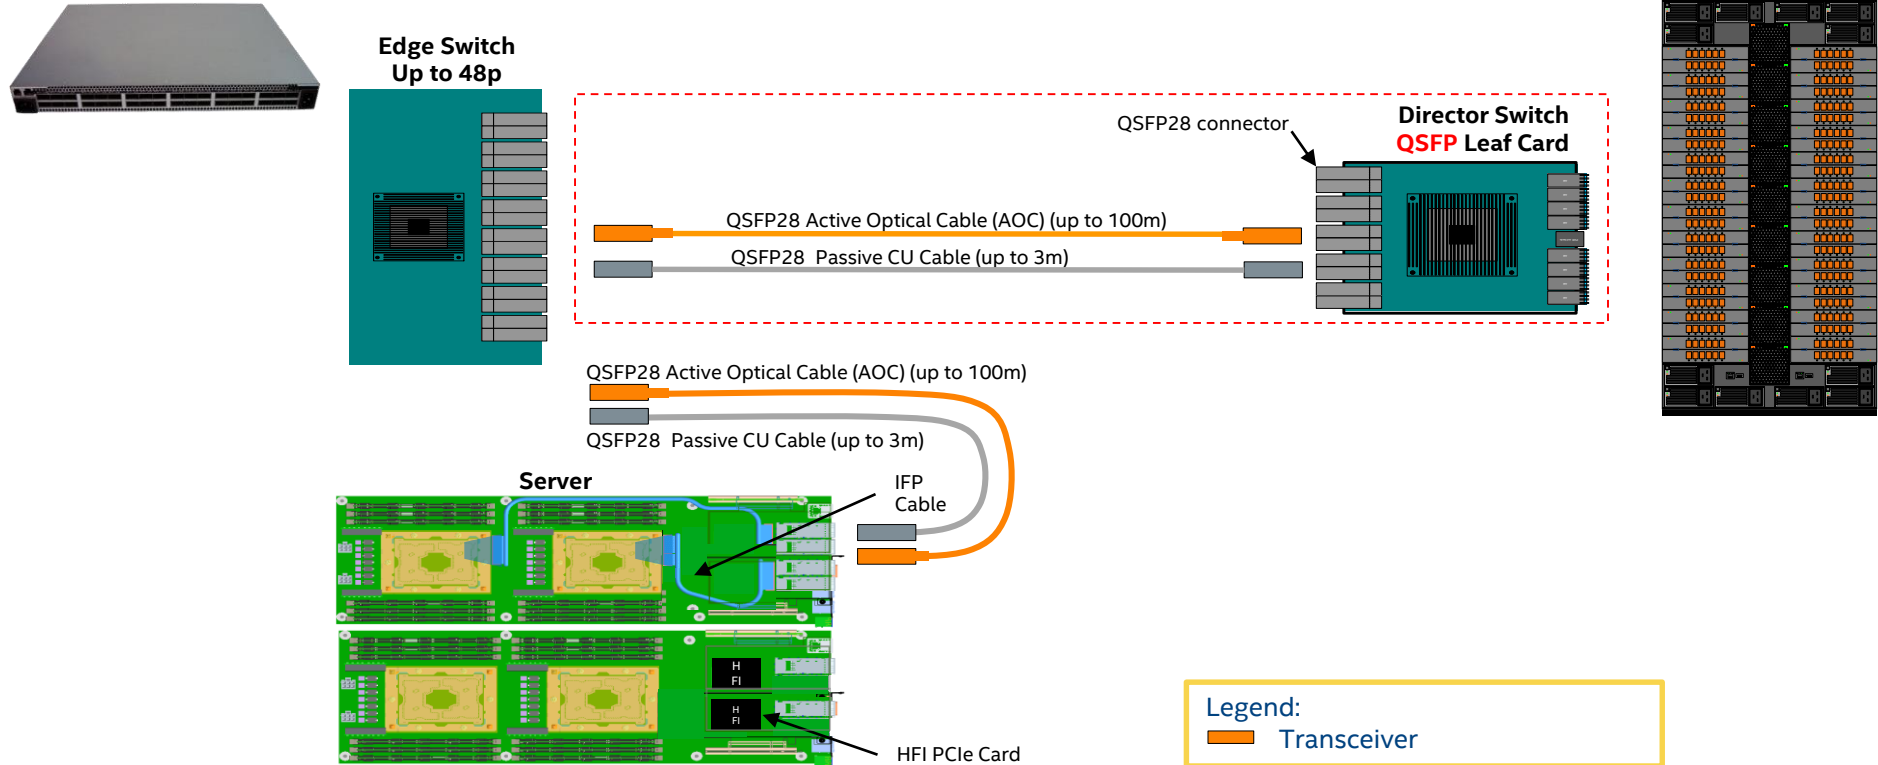 Edge Switch
Up to 48p
QSFP28 connector
Director Switch
QSFP Leaf Card
QSFP28 Active Optical Cable (AOC) (up to 100m)
QSFP28 Passive CU Cable (up to 3m)
QSFP28 Active Optical Cable (AOC) (up to 100m)
QSFP28 Passive CU Cable (up to 3m)
Server
IFP
Cable
H
FI
H
FI
HFI PCIe Card
Legend:
Transceiver